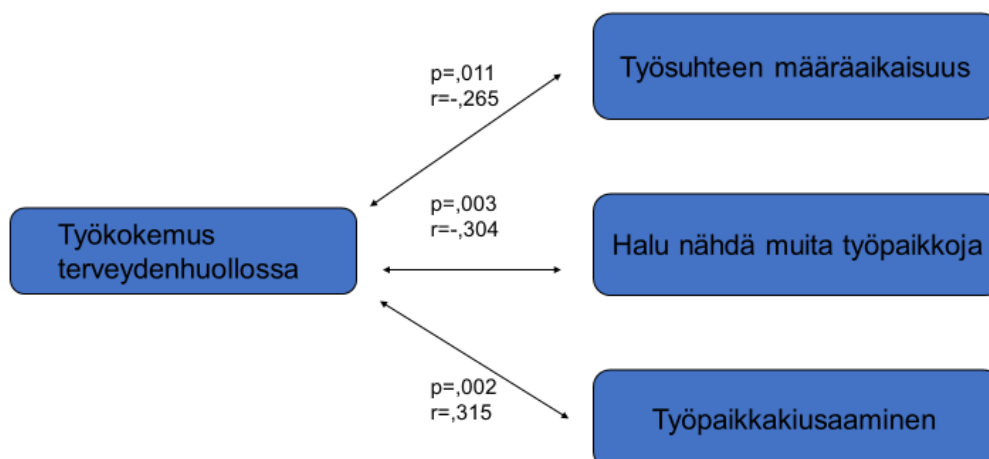 p=,011
r=-,265
Työsuhteen määräaikaisuus
Työkokemus
terveydenhuollossa
p=,003
r=-,304
Halu nähdä muita työpaikkoja
p=,002
r=,315
Työpaikkakiusaaminen